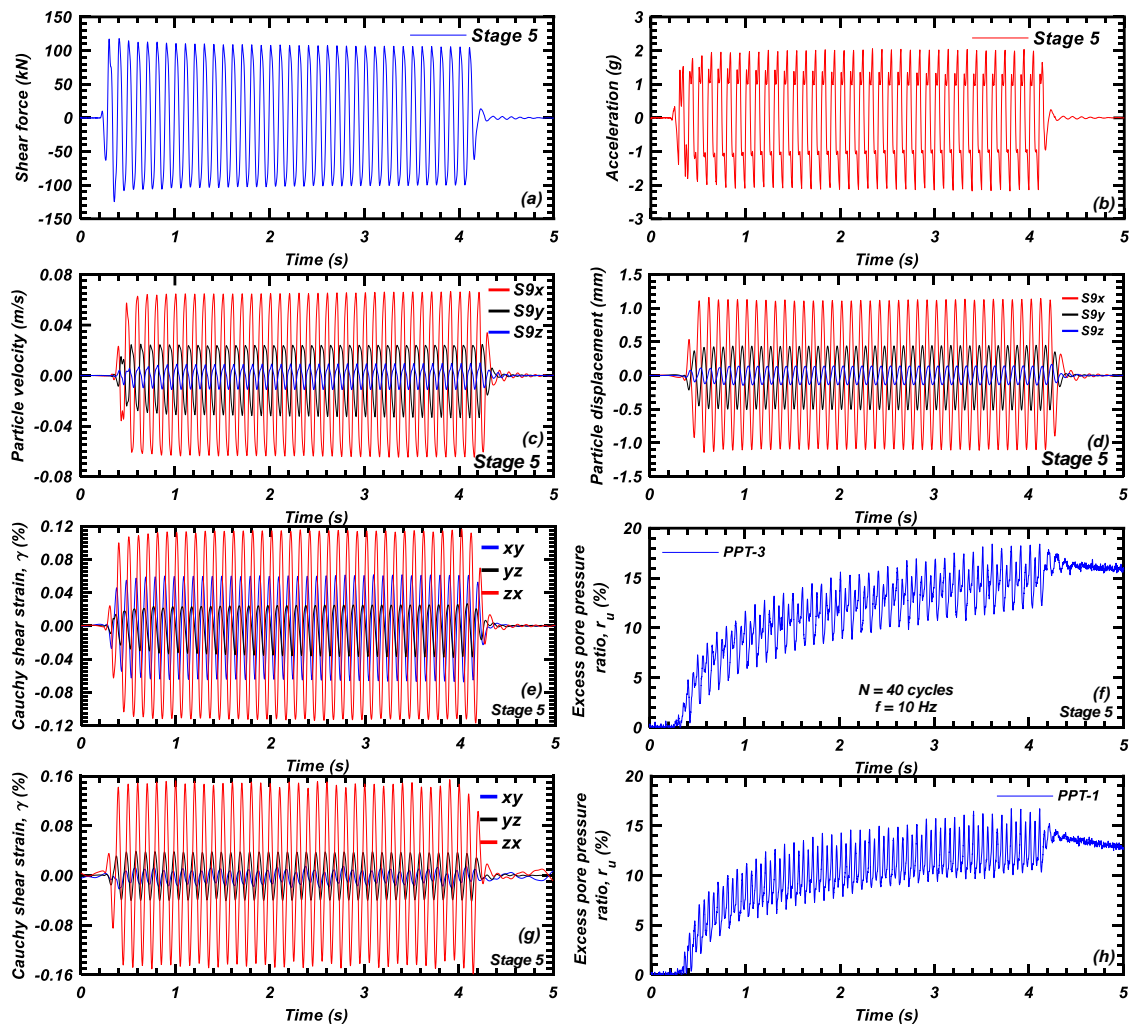 Shear force (kN)
150
100
50
0
-50
-100
-150
Stage 5
(a)
0 1 2 3 4 5
Time (s)
Acceleration (g)
3
2
1
0
-1
-2
-3
Stage 5
(b)
0 1 2 3 4 5
Time (s)
Particle velocity (m/s)
0.08
0.04
0.00
-0.04
-0.08
S9x
S9y
S9z
(c)
Stage 5
0 1 2 3 4 5
Time (s)
Particle displacement (mm)
1.5
1.0
0.5
0.0
-0.5
-1.0
-1.5
S9x
S9y
S9z
(d)
Stage 5
0 1 2 3 4 5
Time (s)
Cauchy shear strain, γ (%)
0.12
0.08
0.04
0.00
-0.04
-0.08
-0.12
xy
yz
zx
(e)
Stage 5
0 1 2 3 4 5
Time (s)
Excess pore pressure
ratio, r_u (%)
20
15
10
5
0
PPT-3
N = 40 cycles
f = 10 Hz
(f)
Stage 5
0 1 2 3 4 5
Time (s)
Cauchy shear strain, γ (%)
0.16
0.08
0.00
-0.08
-0.16
xy
yz
zx
(g)
Stage 5
0 1 2 3 4 5
Time (s)
Excess pore pressure
ratio, r_u (%)
20
15
10
5
0
PPT-1
(h)
0 1 2 3 4 5
Time (s)